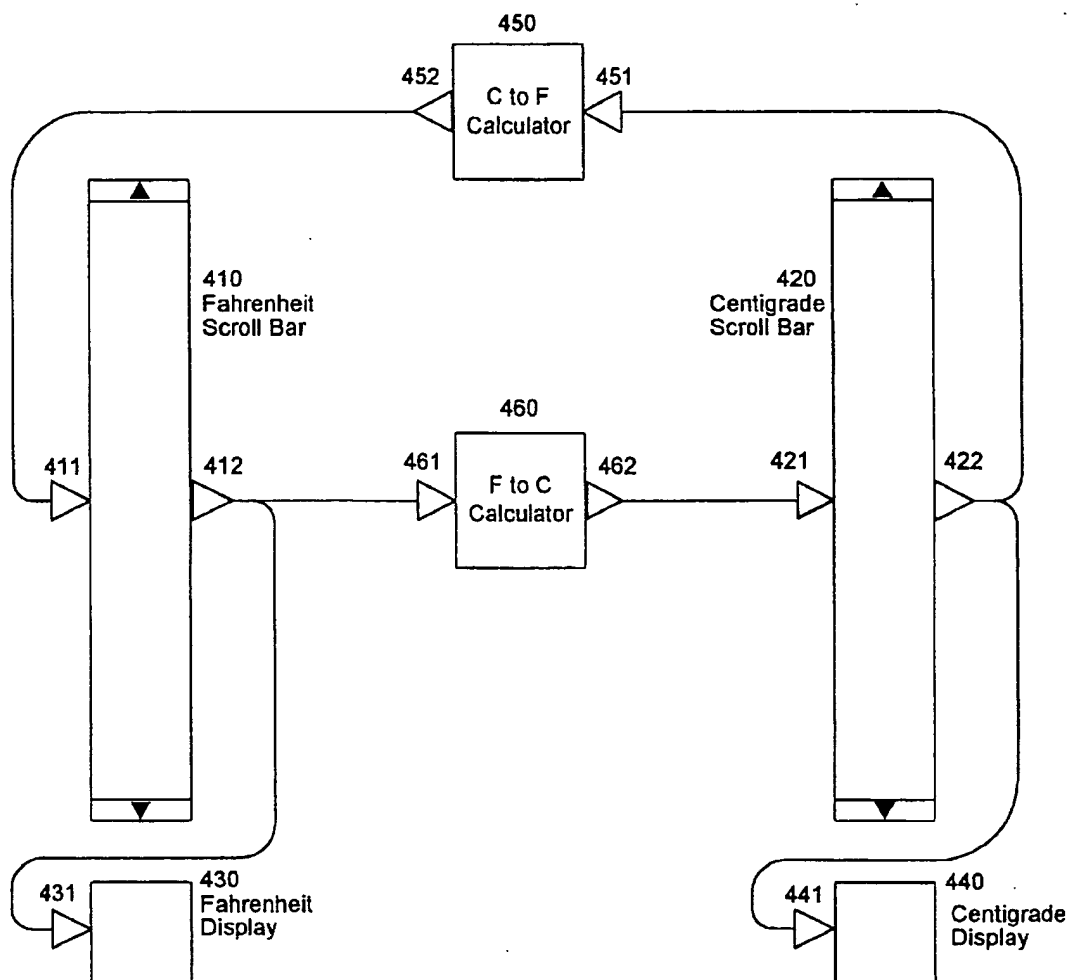 450
452
451
C to F
Calculator
410
Fahrenheit
Scroll Bar
420
Centigrade
Scroll Bar
460
411
412
461
462
421
422
F to C
Calculator
431
430
Fahrenheit
Display
441
440
Centigrade
Display